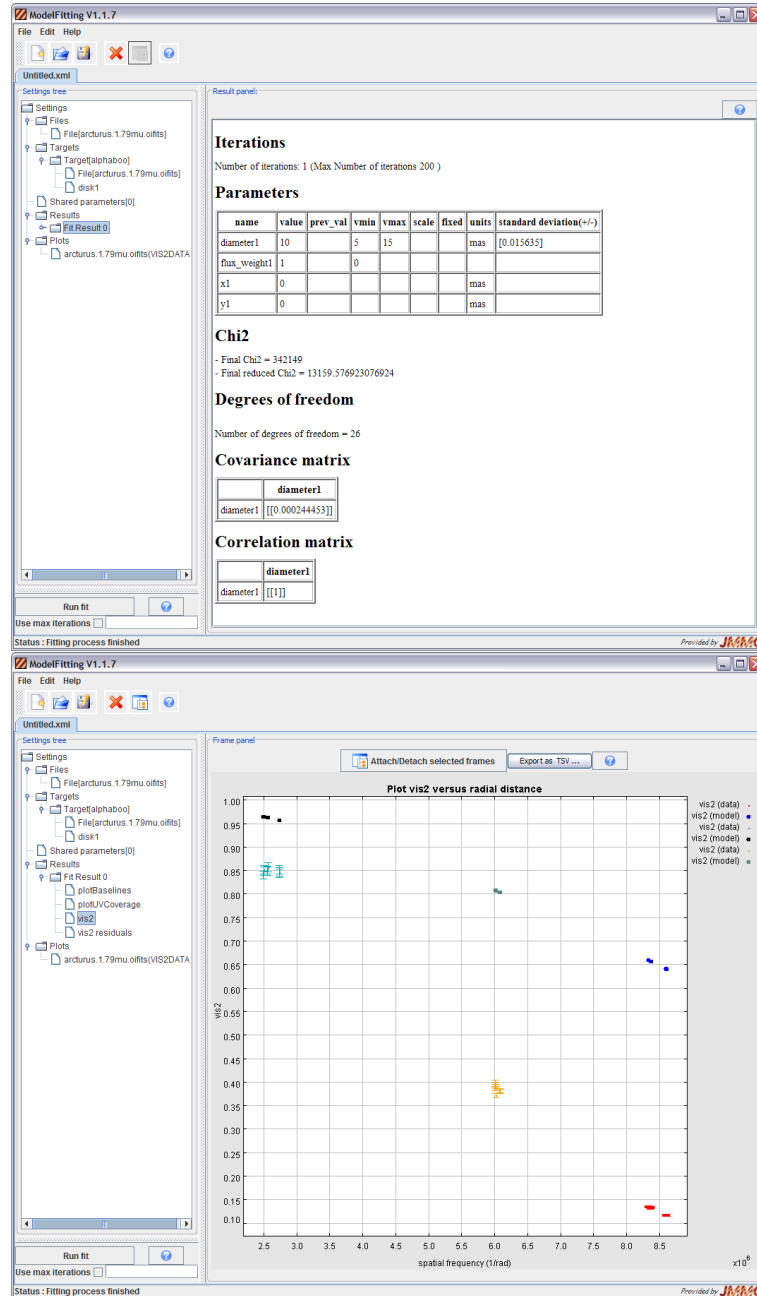 ModelFitting V1.1.7
File Edit Help
Untitled.xml
Settings tree
Settings
Files
File[arcturus.1.79mu.oifits]
Targets
Target[alphaboo]
File[arcturus.1.79mu.oifits]
disk1
Shared parameters[0]
Results
Fit Result 0
Plots
arcturus.1.79mu.oifits(VIS2DATA
Run fit
Use max iterations
Result panel:
Iterations
Number of iterations: 1 (Max Number of iterations 200 )
Parameters
name value prev_val vmin vmax scale fixed units standard deviation(+/-)
diameter1 10 5 15 mas [0.015635]
flux_weight1 1 0
x1 0 mas
y1 0 mas
Chi2
- Final Chi2 = 342149
- Final reduced Chi2 = 13159.576923076924
Degrees of freedom
Number of degrees of freedom = 26
Covariance matrix
diameter1
diameter1 [[0.000244453]]
Correlation matrix
diameter1
diameter1 [[1]]
Status : Fitting process finished
Provided by JMMC
ModelFitting V1.1.7
File Edit Help
Untitled.xml
Settings tree
Settings
Files
File[arcturus.1.79mu.oifits]
Targets
Target[alphaboo]
File[arcturus.1.79mu.oifits]
disk1
Shared parameters[0]
Results
Fit Result 0
plotBaselines
plotUVCoverage
vis2
vis2 residuals
Plots
arcturus.1.79mu.oifits(VIS2DATA
Run fit
Use max iterations
Frame panel
Attach/Detach selected frames Export as TSV ...
Plot vis2 versus radial distance
vis2 (data)
vis2 (model)
vis2 (data)
vis2 (model)
vis2 (data)
vis2 (model)
1.00
0.95
0.90
0.85
0.80
0.75
0.70
0.65
0.60
0.55
0.50
0.45
0.40
0.35
0.30
0.25
0.20
0.15
0.10
vis2
2.5 3.0 3.5 4.0 4.5 5.0 5.5 6.0 6.5 7.0 7.5 8.0 8.5
x10^6
spatial frequency (1/rad)
Status : Fitting process finished
Provided by JMMC